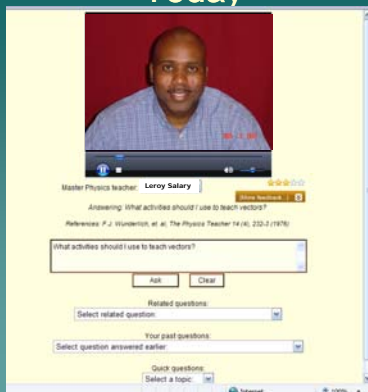 Today
Master Physics teacher: Leroy Salary
Answering: What activities should I use to teach vectors?
References: F.J. Wunderlich, et. al, The Physics Teacher 14 (4), 232-3 (1976)
What activities should I use to teach vectors?
Ask Clear
Related questions:
Select related question:
Your past questions:
Select question answered earlier
Quick questions:
Select a topic:
Internet 100%